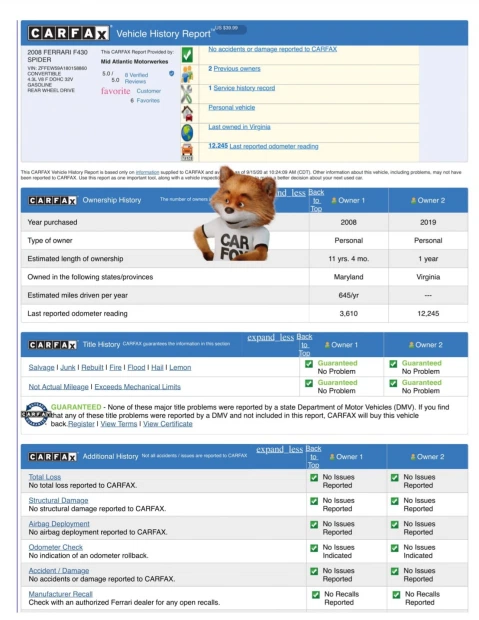 CARFAX Vehicle History Report™ US $39.99
2008 FERRARI F430 SPIDER
VIN: ZFFEW59A180158860
CONVERTIBLE
4.3L V8 F DOHC 32V
GASOLINE
REAR WHEEL DRIVE
This CARFAX Report Provided by:
Mid Atlantic Motorwerkes
5.0 / 5.0 8 Verified Reviews
favorite Customer
6 Favorites
No accidents or damage reported to CARFAX
2 Previous owners
1 Service history record
Personal vehicle
Last owned in Virginia
12,245 Last reported odometer reading
This CARFAX Vehicle History Report is based only on information supplied to CARFAX and as of 9/15/20 at 10:24:09 AM (CDT). Other information about this vehicle, including problems, may not have
been reported to CARFAX. Use this report as one important tool, along with a vehicle a better decision about your next used car.
CAR
FOX
CARFAX Ownership History The number of owners less Back to Top Owner 1 Owner 2
Year purchased 2008 2019
Type of owner Personal Personal
Estimated length of ownership 11 yrs. 4 mo. 1 year
Owned in the following states/provinces Maryland Virginia
Estimated miles driven per year 645/yr ---
Last reported odometer reading 3,610 12,245
CARFAX Title History CARFAX guarantees the information in this section expand less Back to Top Owner 1 Owner 2
Salvage | Junk | Rebuilt | Fire | Flood | Hail | Lemon Guaranteed No Problem Guaranteed No Problem
Not Actual Mileage | Exceeds Mechanical Limits Guaranteed No Problem Guaranteed No Problem
CARFAX GUARANTEED - None of these major title problems were reported by a state Department of Motor Vehicles (DMV). If you find
that any of these title problems were reported by a DMV and not included in this report, CARFAX will buy this vehicle
back. Register | View Terms | View Certificate
CARFAX Additional History Not all accidents / issues are reported to CARFAX expand less Back to Top Owner 1 Owner 2
Total Loss
No total loss reported to CARFAX. No Issues Reported No Issues Reported
Structural Damage
No structural damage reported to CARFAX. No Issues Reported No Issues Reported
Airbag Deployment
No airbag deployment reported to CARFAX. No Issues Reported No Issues Reported
Odometer Check
No indication of an odometer rollback. No Issues Indicated No Issues Indicated
Accident / Damage
No accidents or damage reported to CARFAX. No Issues Reported No Issues Reported
Manufacturer Recall
Check with an authorized Ferrari dealer for any open recalls. No Recalls Reported No Recalls Reported